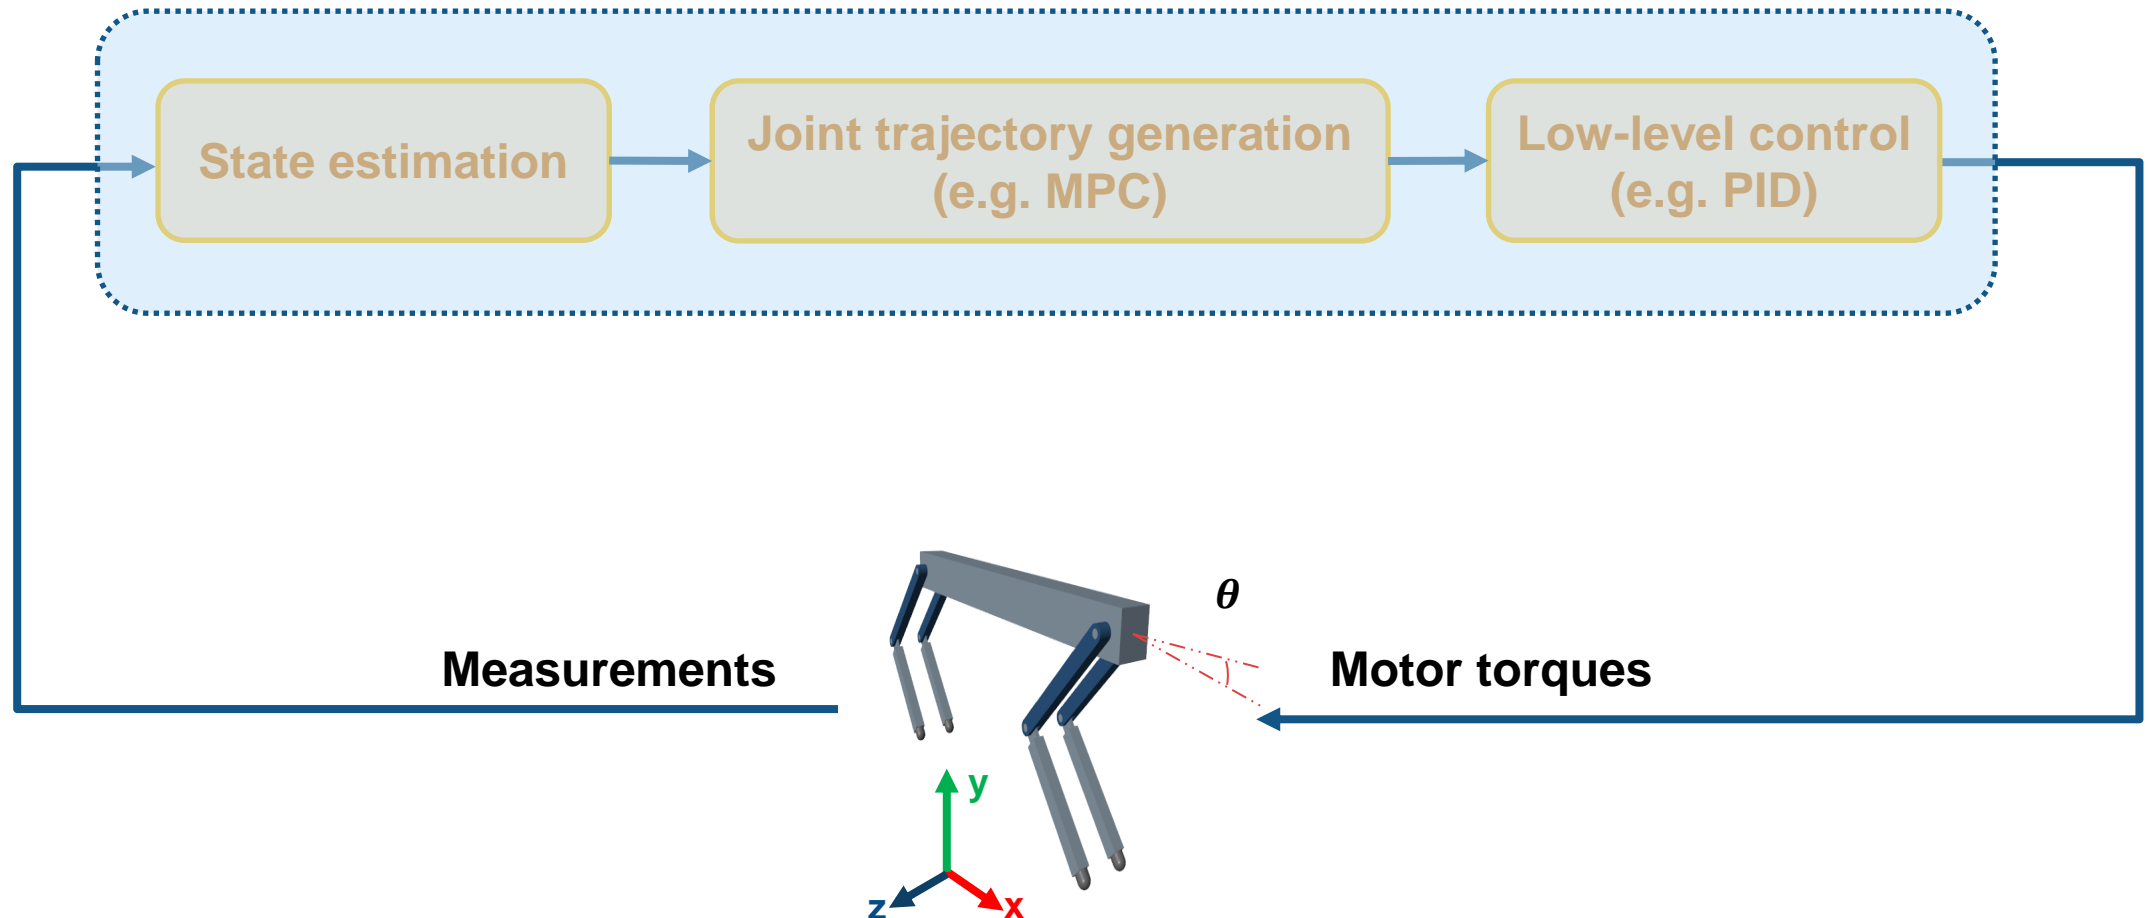 State estimation
Joint trajectory generation
(e.g. MPC)
Low-level control
(e.g. PID)
θ
Measurements
Motor torques
y
z
x